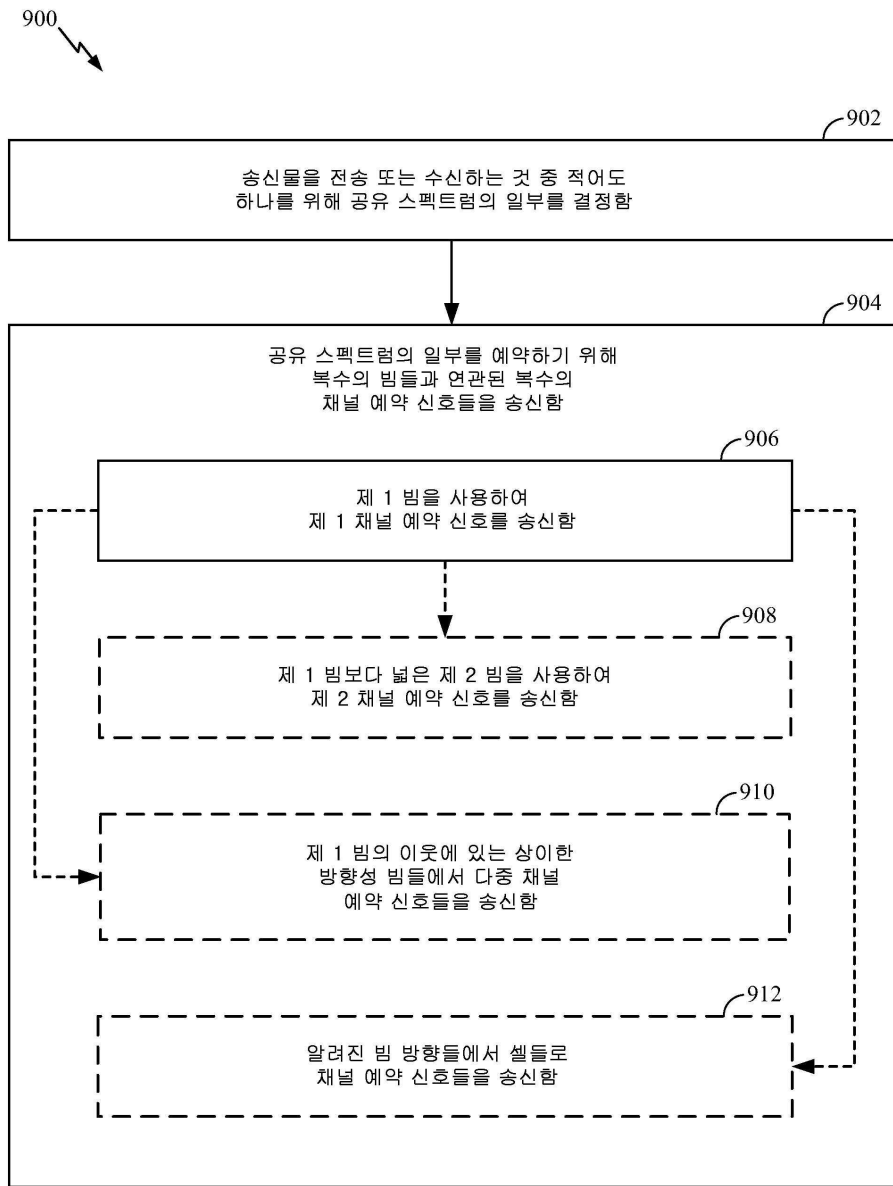 900
902
송신물을 전송 또는 수신하는 것 중 적어도
하나를 위해 공유 스펙트럼의 일부를 결정함
904
공유 스펙트럼의 일부를 예약하기 위해
복수의 빔들과 연관된 복수의
채널 예약 신호들을 송신함
906
제 1 빔을 사용하여
제 1 채널 예약 신호를 송신함
908
제 1 빔보다 넓은 제 2 빔을 사용하여
제 2 채널 예약 신호를 송신함
910
제 1 빔의 이웃에 있는 상이한
방향성 빔들에서 다중 채널
예약 신호들을 송신함
912
알려진 빔 방향들에서 셀들로
채널 예약 신호들을 송신함